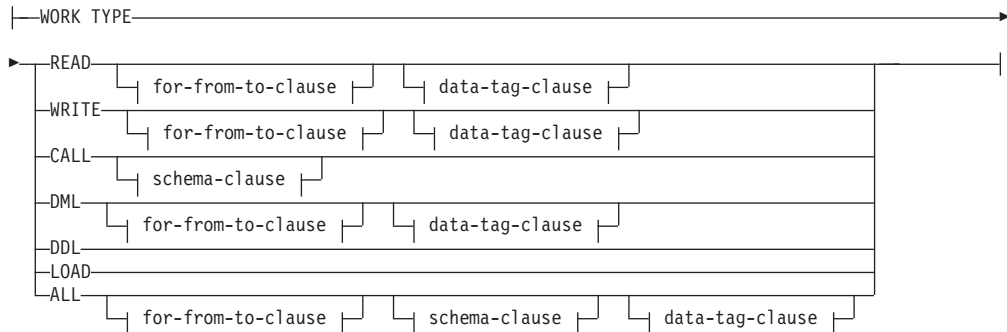 WORK TYPE
READ
for-from-to-clause data-tag-clause
WRITE
for-from-to-clause data-tag-clause
CALL
schema-clause
DML
for-from-to-clause data-tag-clause
DDL
LOAD
ALL
for-from-to-clause schema-clause data-tag-clause